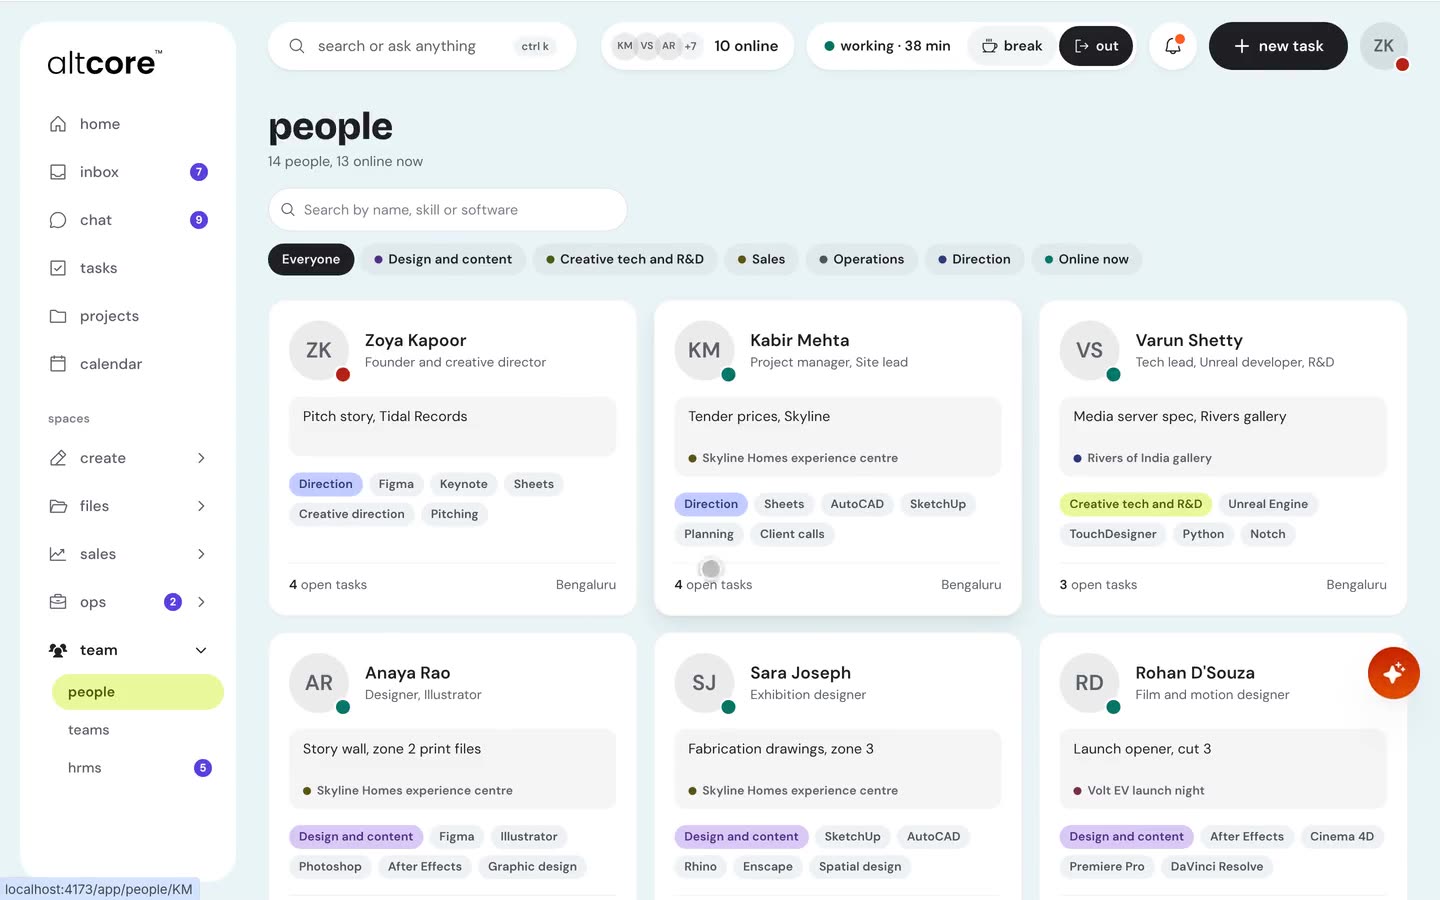 altcore™
home
inbox 7
chat 9
tasks
projects
calendar
spaces
create
files
sales
ops 2
team
people
teams
hrms 5
localhost:4173/app/people/KM
search or ask anything ctrl k
KM VS AR +7 10 online
working · 38 min break out
new task
ZK
people
14 people, 13 online now
Search by name, skill or software
Everyone Design and content Creative tech and R&D Sales Operations Direction Online now
ZK
Zoya Kapoor
Founder and creative director
Pitch story, Tidal Records
Direction Figma Keynote Sheets
Creative direction Pitching
4 open tasks Bengaluru
KM
Kabir Mehta
Project manager, Site lead
Tender prices, Skyline
Skyline Homes experience centre
Direction Sheets AutoCAD SketchUp
Planning Client calls
4 open tasks Bengaluru
VS
Varun Shetty
Tech lead, Unreal developer, R&D
Media server spec, Rivers gallery
Rivers of India gallery
Creative tech and R&D Unreal Engine
TouchDesigner Python Notch
3 open tasks Bengaluru
AR
Anaya Rao
Designer, Illustrator
Story wall, zone 2 print files
Skyline Homes experience centre
Design and content Figma Illustrator
Photoshop After Effects Graphic design
SJ
Sara Joseph
Exhibition designer
Fabrication drawings, zone 3
Skyline Homes experience centre
Design and content SketchUp AutoCAD
Rhino Enscape Spatial design
RD
Rohan D'Souza
Film and motion designer
Launch opener, cut 3
Volt EV launch night
Design and content After Effects Cinema 4D
Premiere Pro DaVinci Resolve